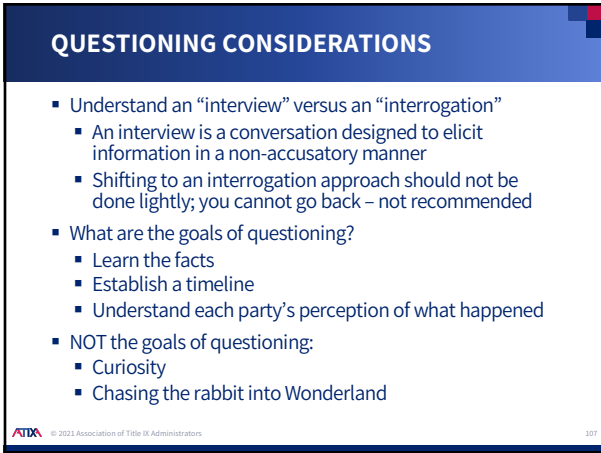 QUESTIONING CONSIDERATIONS
▪ Understand an “interview” versus an “interrogation”
▪ An interview is a conversation designed to elicit
information in a non-accusatory manner
▪ Shifting to an interrogation approach should not be
done lightly; you cannot go back – not recommended
▪ What are the goals of questioning?
▪ Learn the facts
▪ Establish a timeline
▪ Understand each party’s perception of what happened
▪ NOT the goals of questioning:
▪ Curiosity
▪ Chasing the rabbit into Wonderland
ATIXA © 2021 Association of Title IX Administrators 107